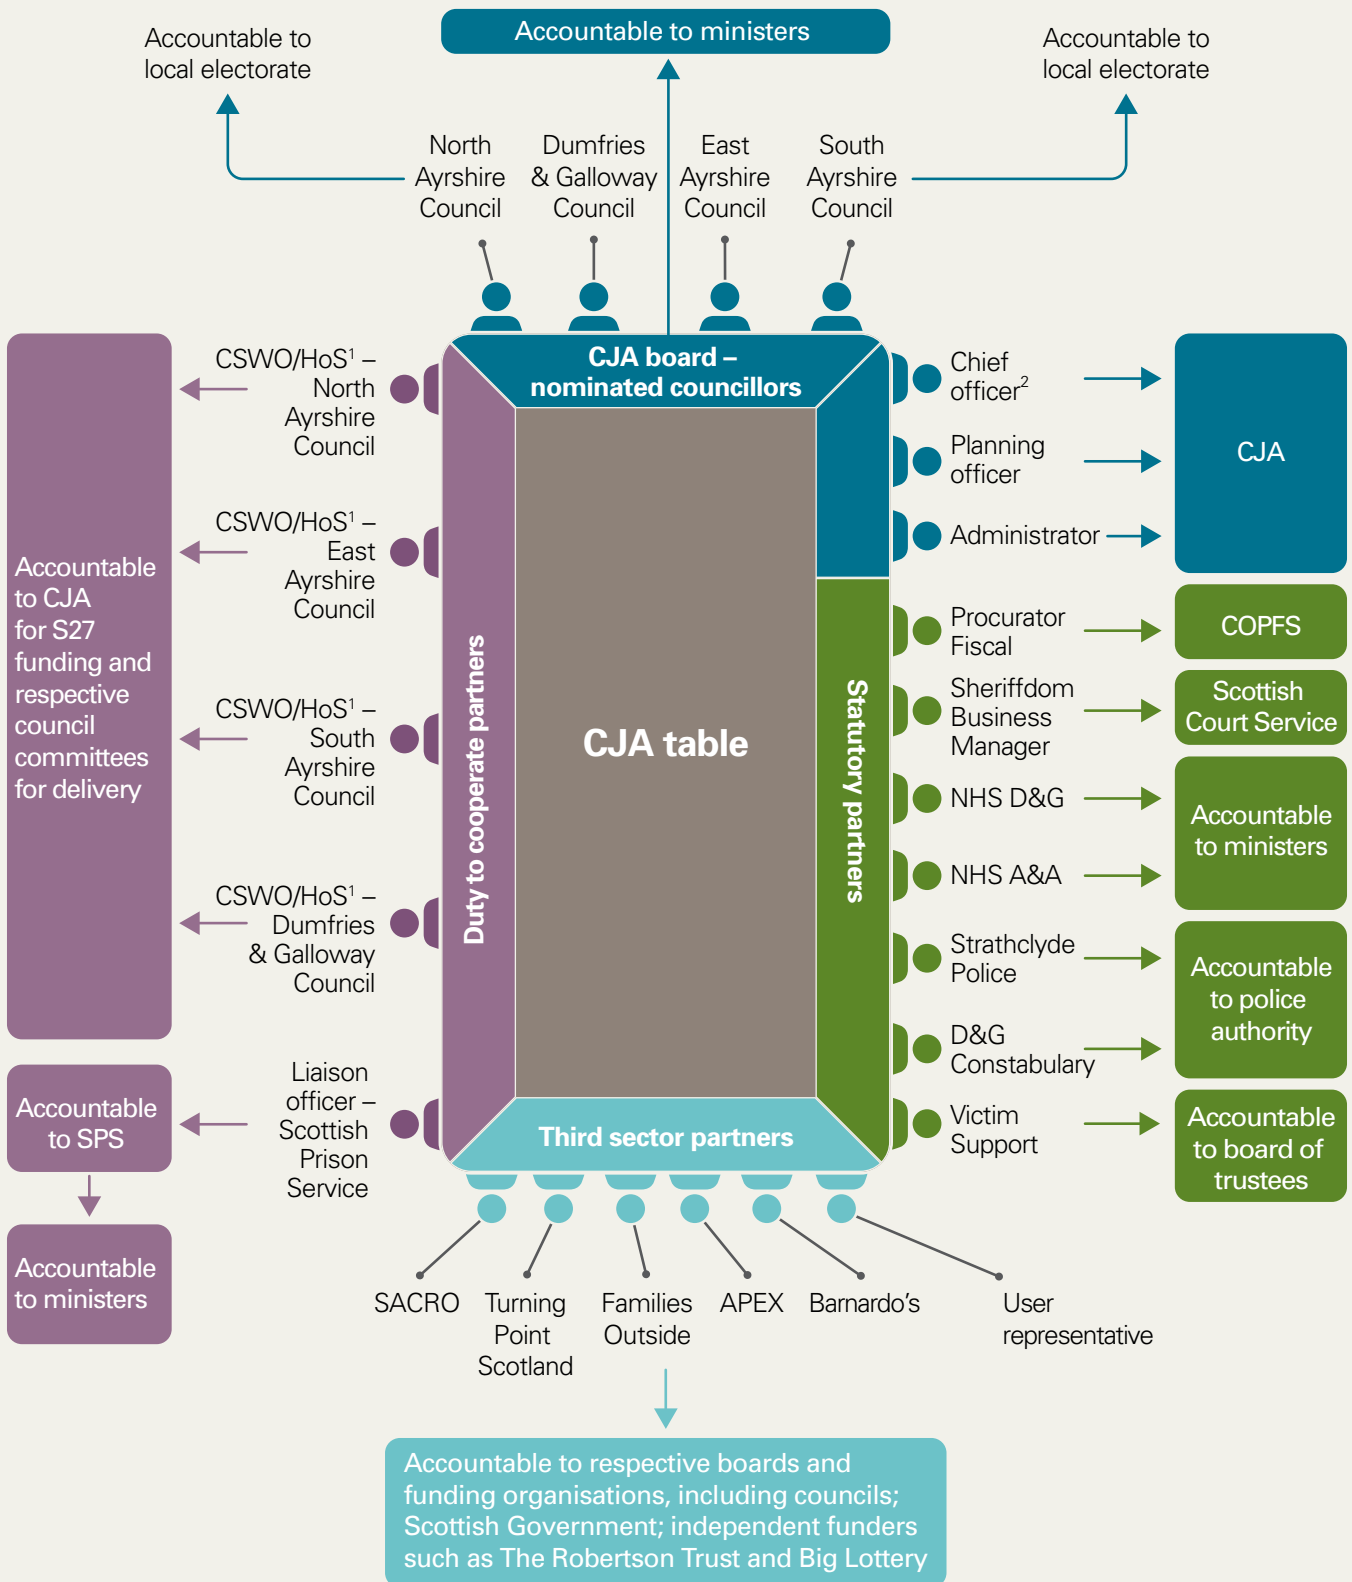 Accountable to ministers
Accountable to
local electorate
Accountable to
local electorate
North
Ayrshire
Council
Dumfries
& Galloway
Council
East
Ayrshire
Council
South
Ayrshire
Council
CJA board –
nominated councillors
CSWO/HoS¹ –
North
Ayrshire
Council
CSWO/HoS¹ –
East
Ayrshire
Council
CSWO/HoS¹ –
South
Ayrshire
Council
CSWO/HoS¹ –
Dumfries
& Galloway
Council
Liaison
officer –
Scottish
Prison
Service
Accountable
to CJA
for S27
funding and
respective
council
committees
for delivery
Accountable
to SPS
Accountable
to ministers
Duty to cooperate partners
CJA table
Statutory partners
Third sector partners
Chief
officer²
Planning
officer
Administrator
CJA
Procurator
Fiscal
COPFS
Sheriffdom
Business
Manager
Scottish
Court Service
NHS D&G
NHS A&A
Accountable
to ministers
Strathclyde
Police
D&G
Constabulary
Accountable
to police
authority
Victim
Support
Accountable
to board of
trustees
SACRO
Turning
Point
Scotland
Families
Outside
APEX
Barnardo's
User
representative
Accountable to respective boards and
funding organisations, including councils;
Scottish Government; independent funders
such as The Robertson Trust and Big Lottery